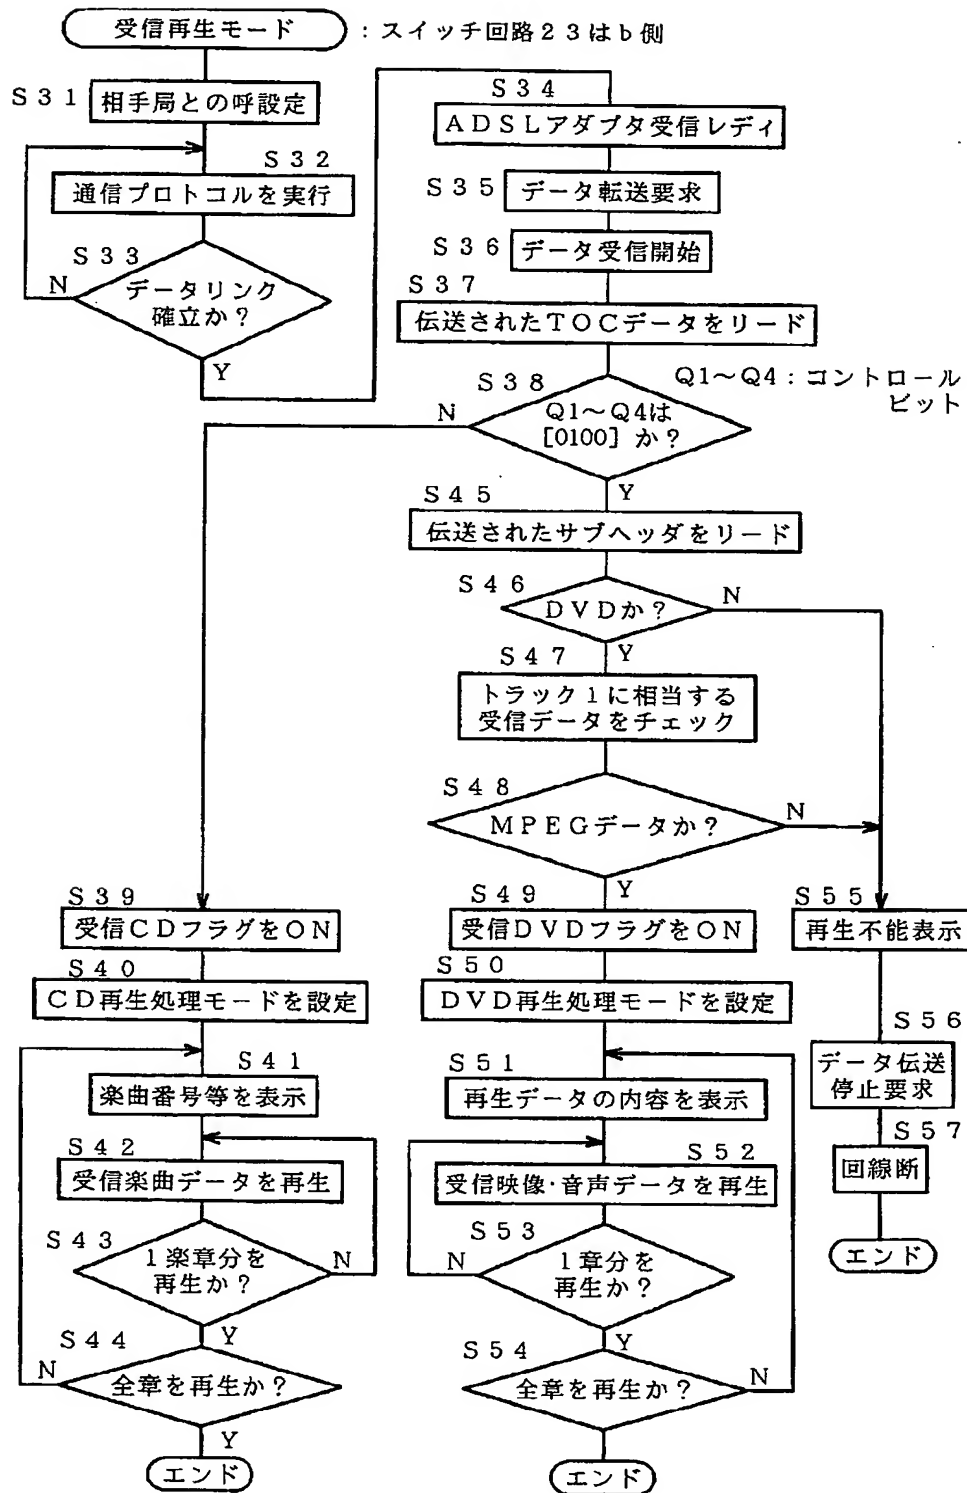 受信再生モード
：スイッチ回路２３はｂ側
Ｓ３１
相手局との呼設定
Ｓ３２
通信プロトコルを実行
Ｓ３３
データリンク
確立か？
N
Y
Ｓ３４
ＡＤＳＬアダプタ受信レディ
Ｓ３５
データ転送要求
Ｓ３６
データ受信開始
Ｓ３７
伝送されたＴＯＣデータをリード
Ｓ３８
Q1～Q4は
[0100] か？
Q1～Q4：コントロール
ビット
N
Y
Ｓ４５
伝送されたサブヘッダをリード
Ｓ４６
ＤＶＤか？
N
Y
Ｓ４７
トラック１に相当する
受信データをチェック
Ｓ４８
ＭＰＥＧデータか？
N
Y
Ｓ３９
受信ＣＤフラグをＯＮ
Ｓ４０
ＣＤ再生処理モードを設定
Ｓ４１
楽曲番号等を表示
Ｓ４２
受信楽曲データを再生
Ｓ４３
１楽章分を
再生か？
N
Y
Ｓ４４
全章を再生か？
N
Y
エンド
Ｓ４９
受信ＤＶＤフラグをＯＮ
Ｓ５０
ＤＶＤ再生処理モードを設定
Ｓ５１
再生データの内容を表示
Ｓ５２
受信映像･音声データを再生
Ｓ５３
１章分を
再生か？
N
Y
Ｓ５４
全章を再生か？
N
エンド
Ｓ５５
再生不能表示
Ｓ５６
データ伝送
停止要求
Ｓ５７
回線断
エンド